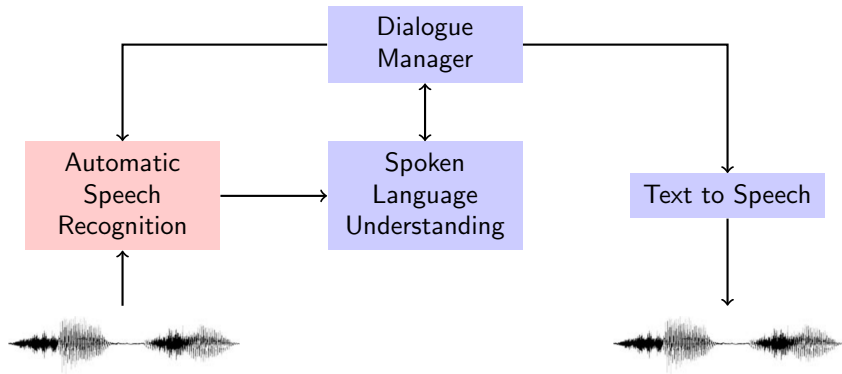 Dialogue
Manager
Automatic
Speech
Recognition
Spoken
Language
Understanding
Text to Speech